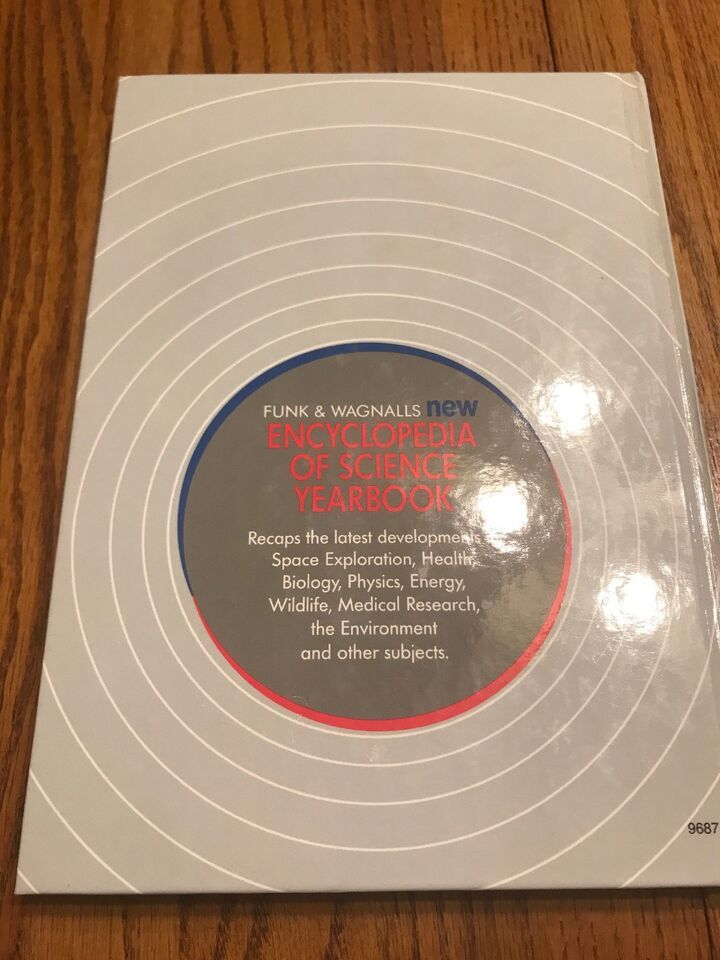 FUNK & WAGNALLS new
ENCYCLOPEDIA
OF SCIENCE
YEARBOOK
Recaps the latest developments
Space Exploration, Health,
Biology, Physics, Energy,
Wildlife, Medical Research,
the Environment
and other subjects.
9687